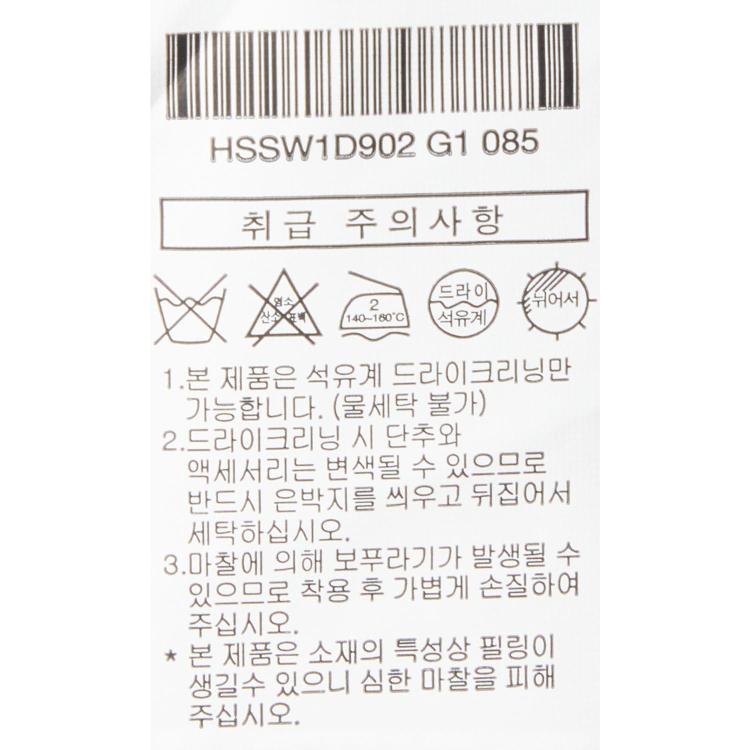 HSSW1D902 G1 085
취급 주의사항
염소
산소 표백
2
140~160°C
드라이
석유계
뉘어서
1.본 제품은 석유계 드라이크리닝만
가능합니다. (물세탁 불가)
2.드라이크리닝 시 단추와
액세서리는 변색될 수 있으므로
반드시 은박지를 씌우고 뒤집어서
세탁하십시오.
3.마찰에 의해 보푸라기가 발생될 수
있으므로 착용 후 가볍게 손질하여
주십시오.
* 본 제품은 소재의 특성상 필링이
생길수 있으니 심한 마찰을 피해
주십시오.